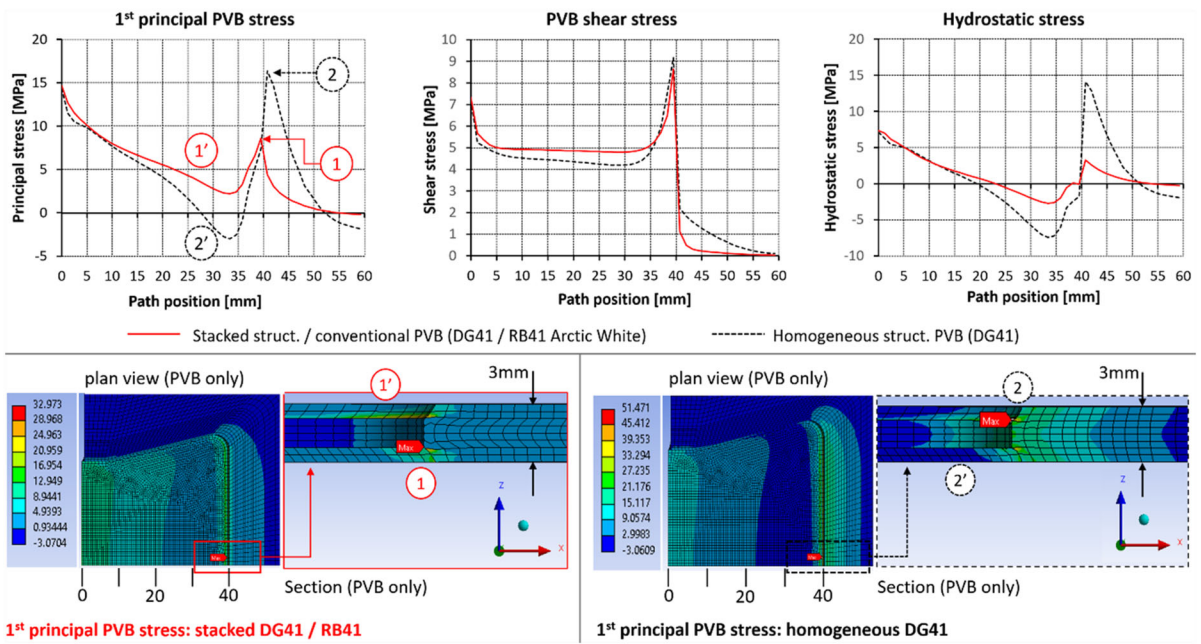 1st principal PVB stress
PVB shear stress
Hydrostatic stress
Principal stress [MPa]
20
15
10
5
0
-5
0 5 10 15 20 25 30 35 40 45 50 55 60
Path position [mm]
2
1'
1
2'
Shear stress [MPa]
10
9
8
7
6
5
4
3
2
1
0
0 5 10 15 20 25 30 35 40 45 50 55 60
Path position [mm]
Hydrostatic stress [MPa]
20
15
10
5
0
-5
-10
0 5 10 15 20 25 30 35 40 45 50 55 60
Path position [mm]
Stacked struct. / conventional PVB (DG41 / RB41 Arctic White)
Homogeneous struct. PVB (DG41)
plan view (PVB only)
1'
3mm
32.973
28.968
24.963
20.959
16.954
12.949
8.9441
4.9393
0.93444
-3.0704
Max
Max
1
z
x
0 20 40
Section (PVB only)
1st principal PVB stress: stacked DG41 / RB41
plan view (PVB only)
2
3mm
51.471
45.412
39.353
33.294
27.235
21.176
15.117
9.0574
2.9983
-3.0609
Max
Max
2'
z
x
0 20 40
Section (PVB only)
1st principal PVB stress: homogeneous DG41